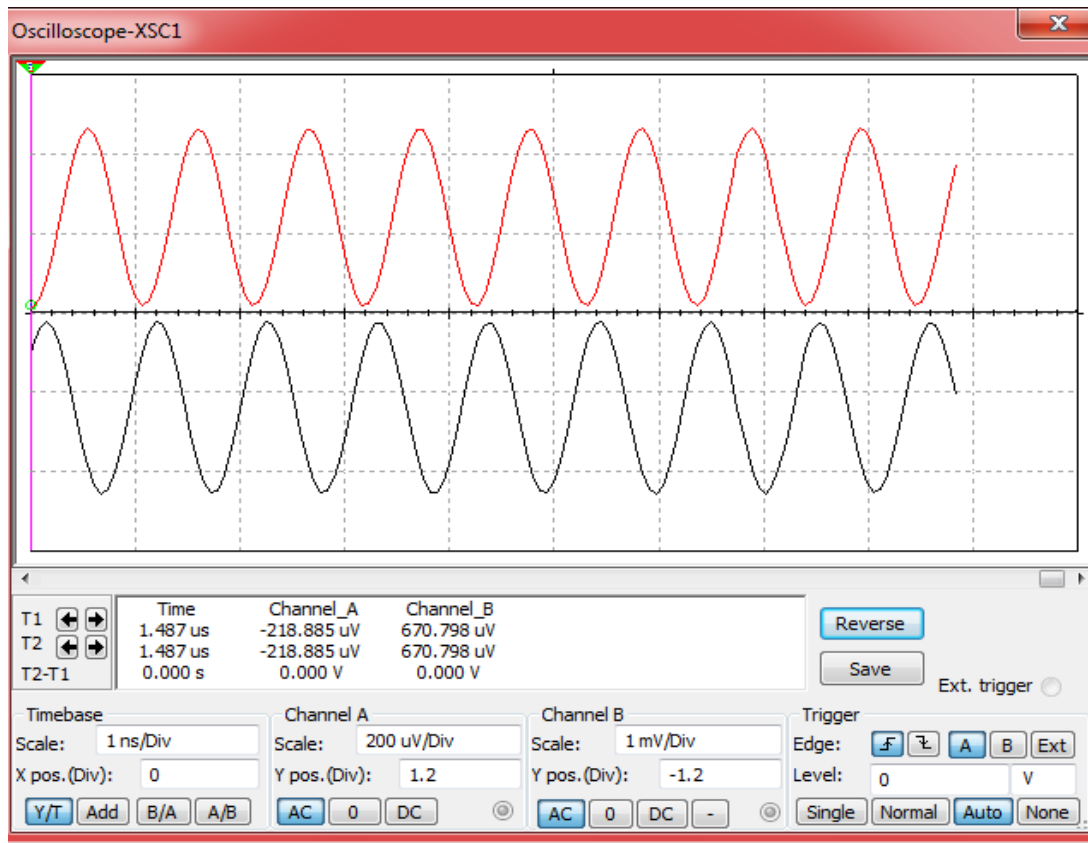 Oscilloscope-XSC1
T1
T2
T2-T1
Time Channel_A Channel_B
1.487 us -218.885 uV 670.798 uV
1.487 us -218.885 uV 670.798 uV
0.000 s 0.000 V 0.000 V
Reverse
Save
Ext. trigger
Timebase
Scale: 1 ns/Div
X pos.(Div): 0
Y/T Add B/A A/B
Channel A
Scale: 200 uV/Div
Y pos.(Div): 1.2
AC 0 DC
Channel B
Scale: 1 mV/Div
Y pos.(Div): -1.2
AC 0 DC -
Trigger
Edge: A B Ext
Level: 0 V
Single Normal Auto None